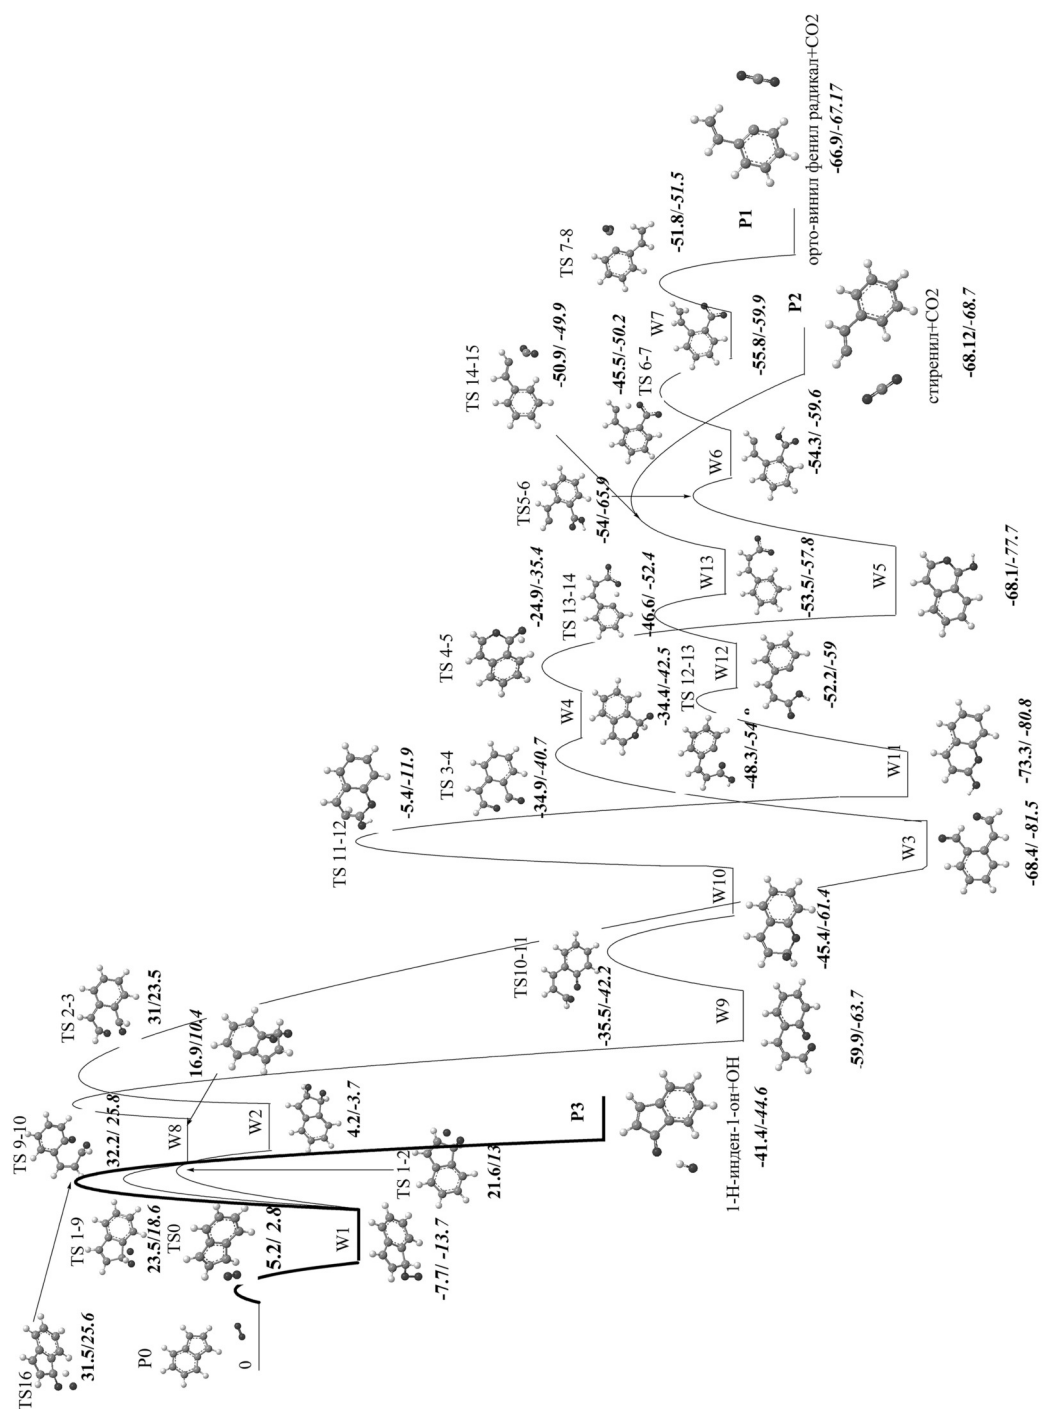 TS16
31.5/25.6
P0
0
TS 1-9
23.5/18.6
TS0
5.2/ 2.8
W1
-7.7/ -13.7
TS 9-10
32.2/ 25.8
W8
W2
4.2/-3.7
TS 1-2
21.6/13
TS 2-3
31/23.5
16.9/10.4
P3
1-Н-инден-1-он+OH
-41.4/-44.6
TS10-11
-35.5/-42.2
W9
-59.9/-63.7
W10
-45.4/-61.4
TS 11-12
-5.4/-11.9
TS 3-4
-34.9/-40.7
W3
-68.4/ -81.5
W4
-34.4/-42.5
W11
-73.3/ -80.8
TS 4-5
-24.9/-35.4
TS 12-13
-48.3/-54
W12
-52.2/-59
TS 13-14
-46.6/ -52.4
W13
-53.5/-57.8
W5
-68.1/-77.7
TS5-6
-54/-65.9
W6
-54.3/ -59.6
TS 14-15
-50.9/ -49.9
TS 6-7
-45.5/-50.2
W7
-55.8/-59.9
TS 7-8
-51.8/-51.5
P2
стиренил+CO2
-68.12/-68.7
P1
орто-винил фенил радикал+CO2
-66.9/-67.17